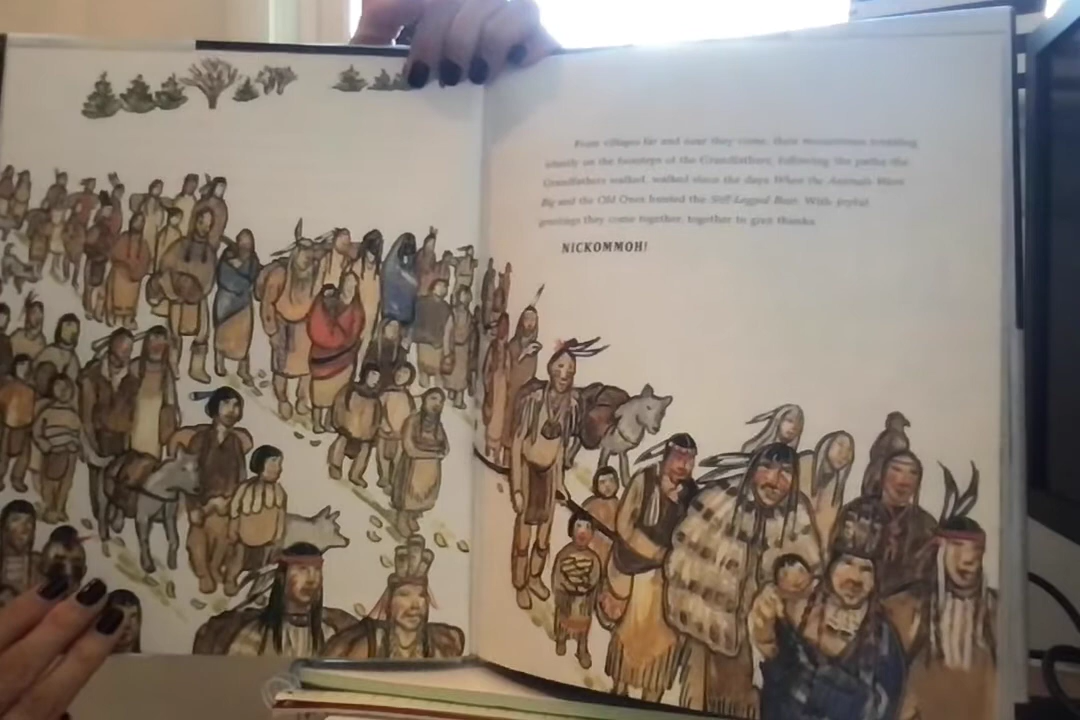 From villages far and near they come, their moccasins treading
silently on the footsteps of the Grandfathers, following the paths the
Grandfathers walked, walked since the days When the Animals Were
Big and the Old Ones hunted the Stiff-Legged Bear. With joyful
greetings they come together, together to give thanks.
NICKOMMOH!